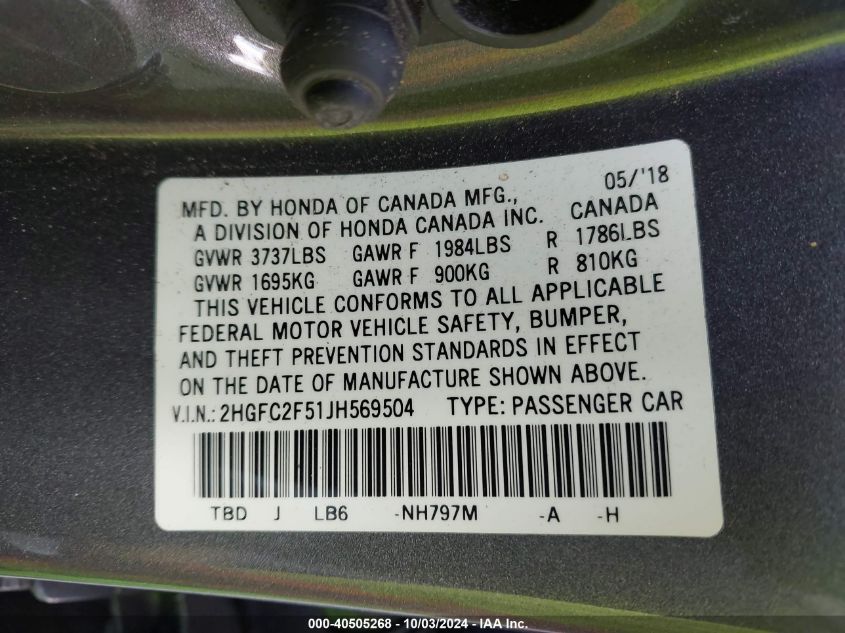 05/'18
MFD. BY HONDA OF CANADA MFG., CANADA
A DIVISION OF HONDA CANADA INC.
GVWR 3737LBS GAWR F 1984LBS R 1786LBS
GVWR 1695KG GAWR F 900KG R 810KG
THIS VEHICLE CONFORMS TO ALL APPLICABLE
FEDERAL MOTOR VEHICLE SAFETY, BUMPER,
AND THEFT PREVENTION STANDARDS IN EFFECT
ON THE DATE OF MANUFACTURE SHOWN ABOVE.
V.I.N.: 2HGFC2F51JH569504 TYPE: PASSENGER CAR
TBD J LB6 -NH797M -A -H
000-40505268 - 10/03/2024 - IAAI.com